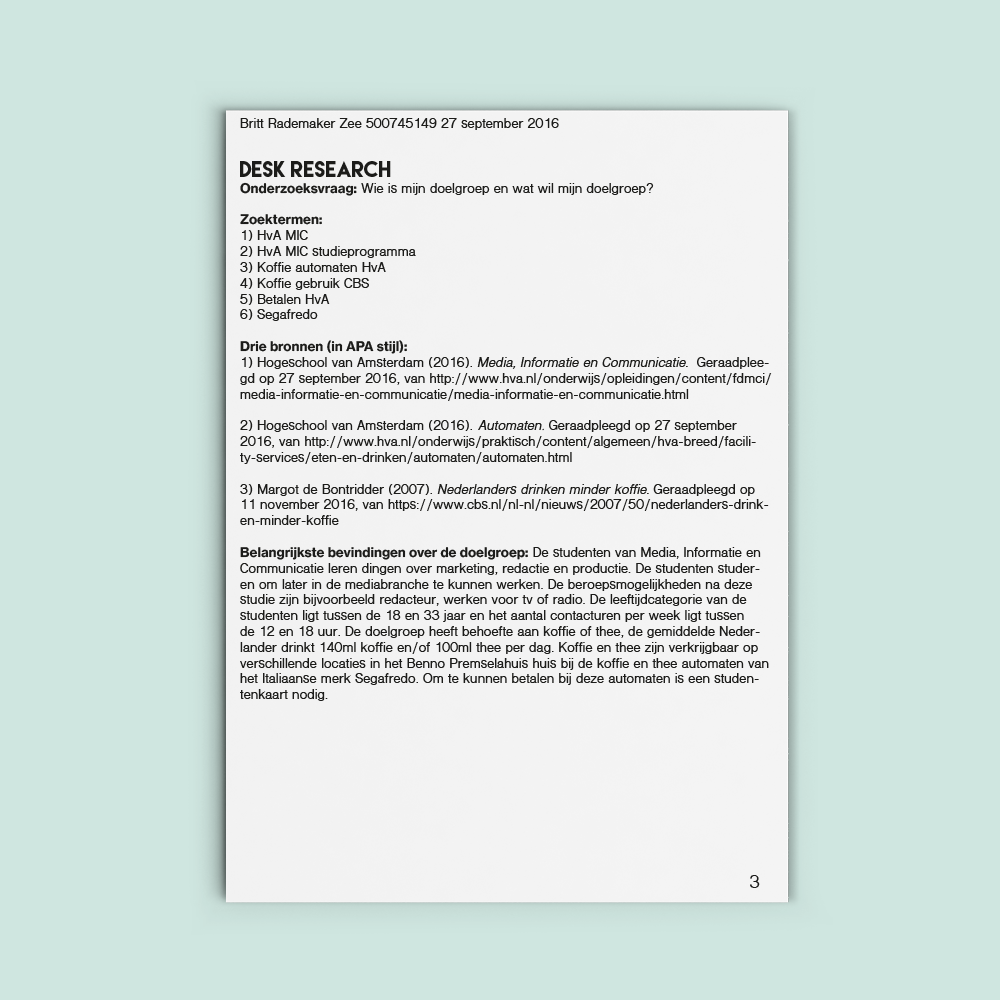 Britt Rademaker Zee 500745149 27 september 2016
DESK RESEARCH
Onderzoeksvraag: Wie is mijn doelgroep en wat wil mijn doelgroep?
Zoektermen:
1) HvA MIC
2) HvA MIC studieprogramma
3) Koffie automaten HvA
4) Koffie gebruik CBS
5) Betalen HvA
6) Segafredo
Drie bronnen (in APA stijl):
1) Hogeschool van Amsterdam (2016). Media, Informatie en Communicatie. Geraadplee-
gd op 27 september 2016, van http://www.hva.nl/onderwijs/opleidingen/content/fdmci/
media-informatie-en-communicatie/media-informatie-en-communicatie.html
2) Hogeschool van Amsterdam (2016). Automaten. Geraadpleegd op 27 september
2016, van http://www.hva.nl/onderwijs/praktisch/content/algemeen/hva-breed/facili-
ty-services/eten-en-drinken/automaten/automaten.html
3) Margot de Bontridder (2007). Nederlanders drinken minder koffie. Geraadpleegd op
11 november 2016, van https://www.cbs.nl/nl-nl/nieuws/2007/50/nederlanders-drink-
en-minder-koffie
Belangrijkste bevindingen over de doelgroep: De studenten van Media, Informatie en
Communicatie leren dingen over marketing, redactie en productie. De studenten studer-
en om later in de mediabranche te kunnen werken. De beroepsmogelijkheden na deze
studie zijn bijvoorbeeld redacteur, werken voor tv of radio. De leeftijdcategorie van de
studenten ligt tussen de 18 en 33 jaar en het aantal contacturen per week ligt tussen
de 12 en 18 uur. De doelgroep heeft behoefte aan koffie of thee, de gemiddelde Neder-
lander drinkt 140ml koffie en/of 100ml thee per dag. Koffie en thee zijn verkrijgbaar op
verschillende locaties in het Benno Premselahuis huis bij de koffie en thee automaten van
het Italiaanse merk Segafredo. Om te kunnen betalen bij deze automaten is een studen-
tenkaart nodig.
3